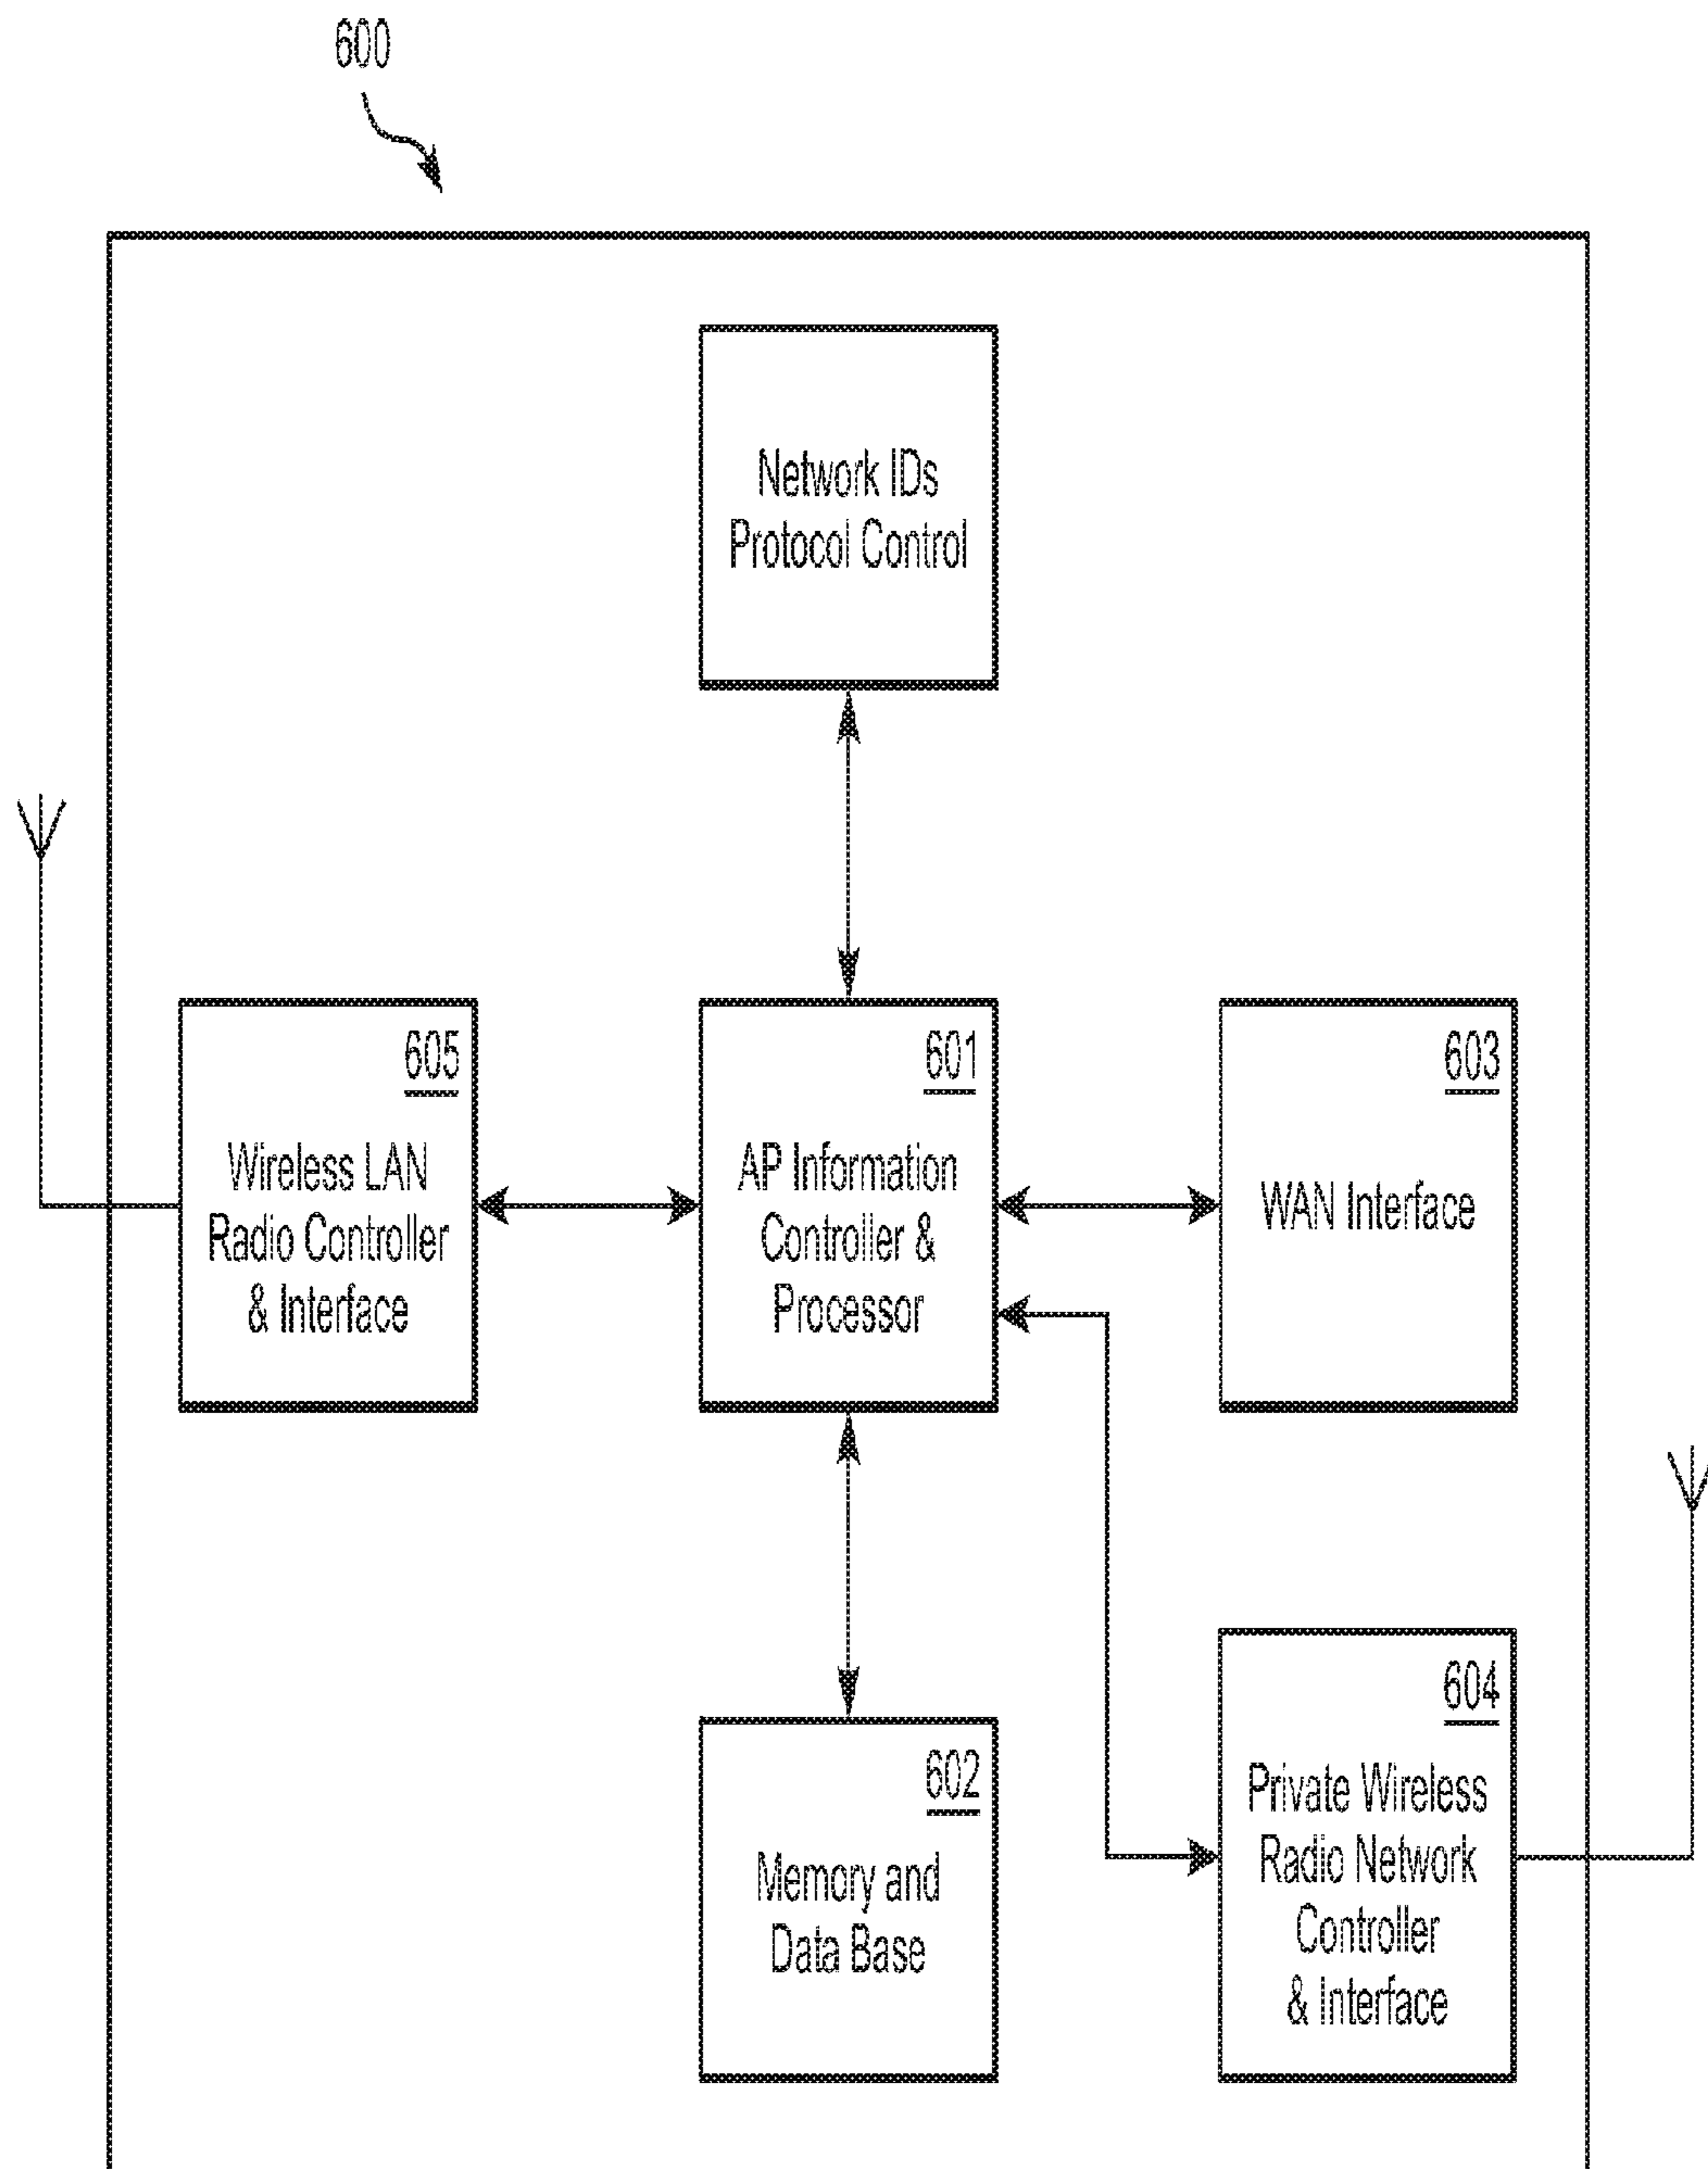 600
Network IDs
Protocol Control
605
Wireless LAN
Radio Controller
& Interface
601
AP Information
Controller &
Processor
603
WAN Interface
602
Memory and
Data Base
604
Private Wireless
Radio Network
Controller
& Interface